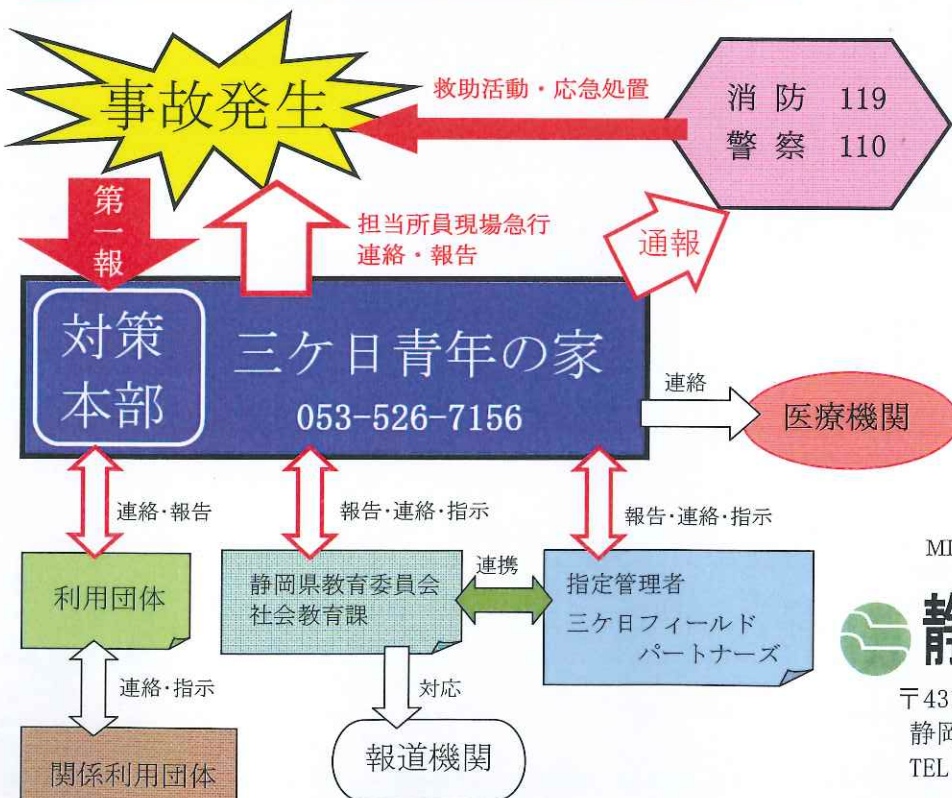 事故発生
救助活動・応急処置
消 防 119
警 察 110
第一報
担当所員現場急行
連絡・報告
通報
対策
本部
三ケ日青年の家
053-526-7156
連絡
医療機関
連絡・報告
報告・連絡・指示
報告・連絡・指示
利用団体
静岡県教育委員会
社会教育課
連携
指定管理者
三ケ日フィールド
パートナーズ
連絡・指示
対応
関係利用団体
報道機関
MI
静
〒43
静岡
TEL